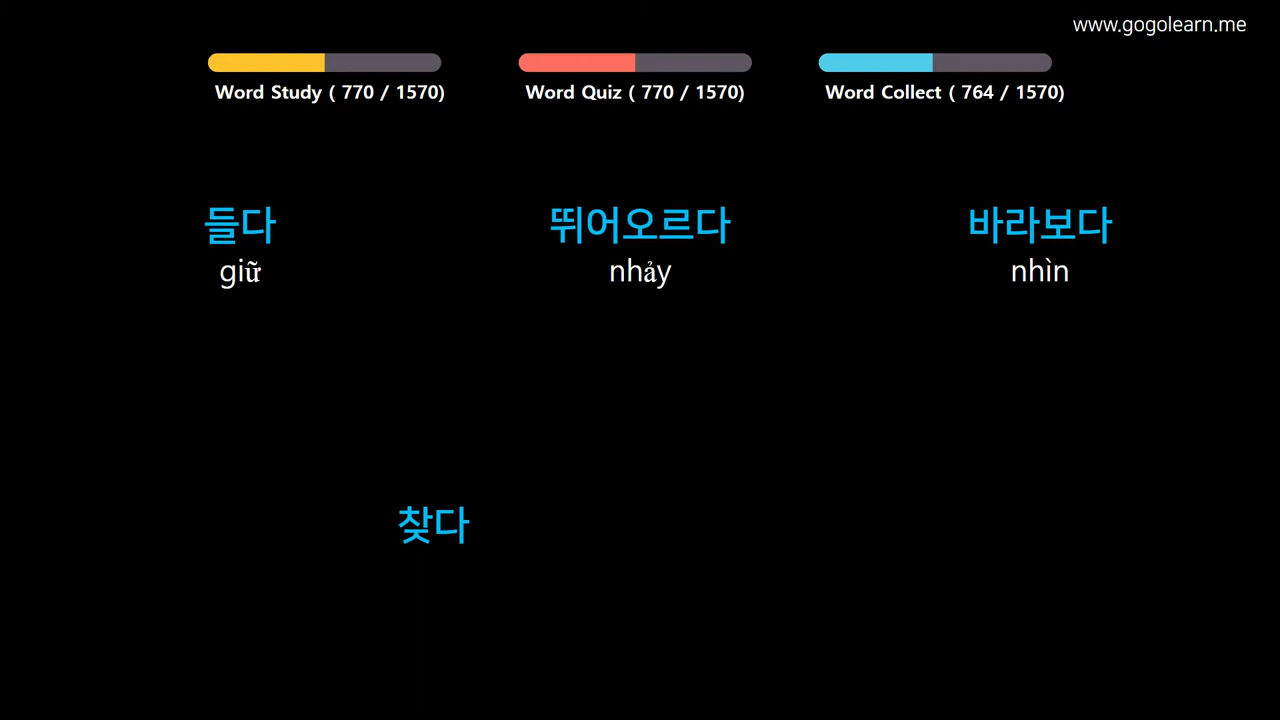 www.gogolearn.me
Word Study ( 770 / 1570)
Word Quiz ( 770 / 1570)
Word Collect ( 764 / 1570)
들다
뛰어오르다
바라보다
giữ
nhảy
nhìn
찾다